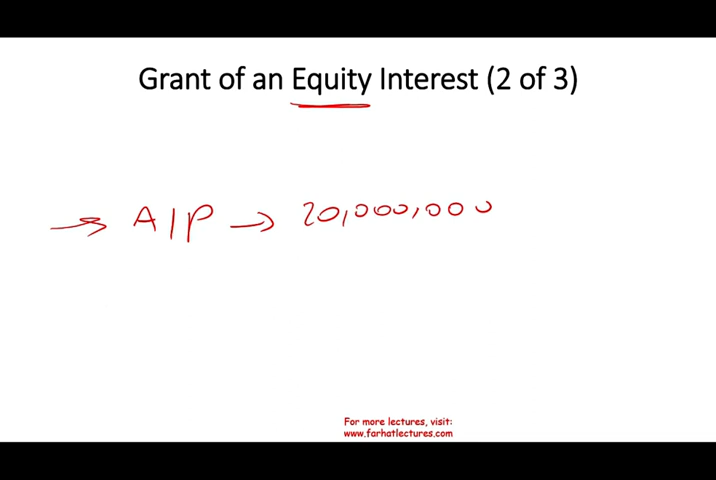 Grant of an Equity Interest (2 of 3)
→ A/P → 20,000,000
For more lectures, visit:
www.farhatlectures.com